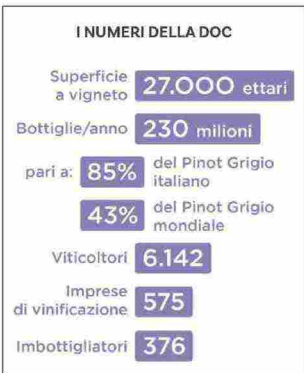 I NUMERI DELLA DOC
Superficie
a vigneto 27.000 ettari
Bottiglie/anno 230 milioni
pari a: 85% del Pinot Grigio
italiano
43% del Pinot Grigio
mondiale
Viticoltori 6.142
Imprese
di vinificazione 575
Imbottigliatori 376